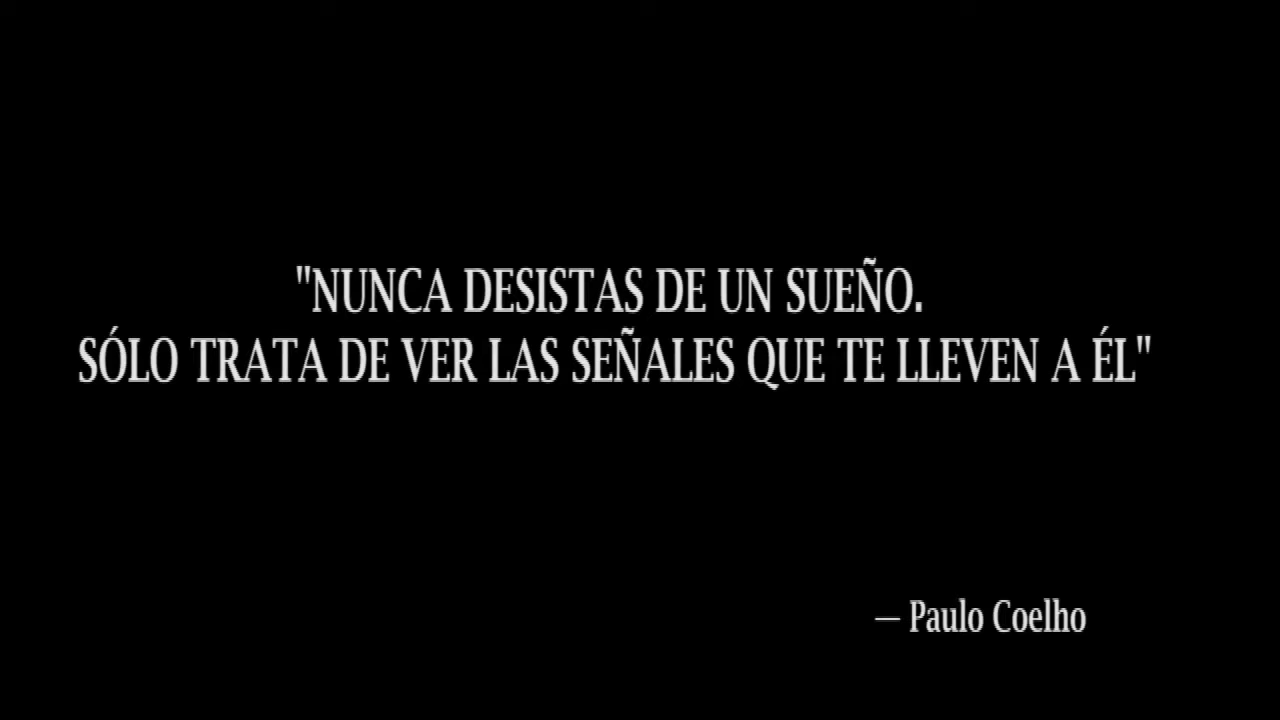 "NUNCA DESISTAS DE UN SUEÑO.
SÓLO TRATA DE VER LAS SEÑALES QUE TE LLEVEN A ÉL"
— Paulo Coelho